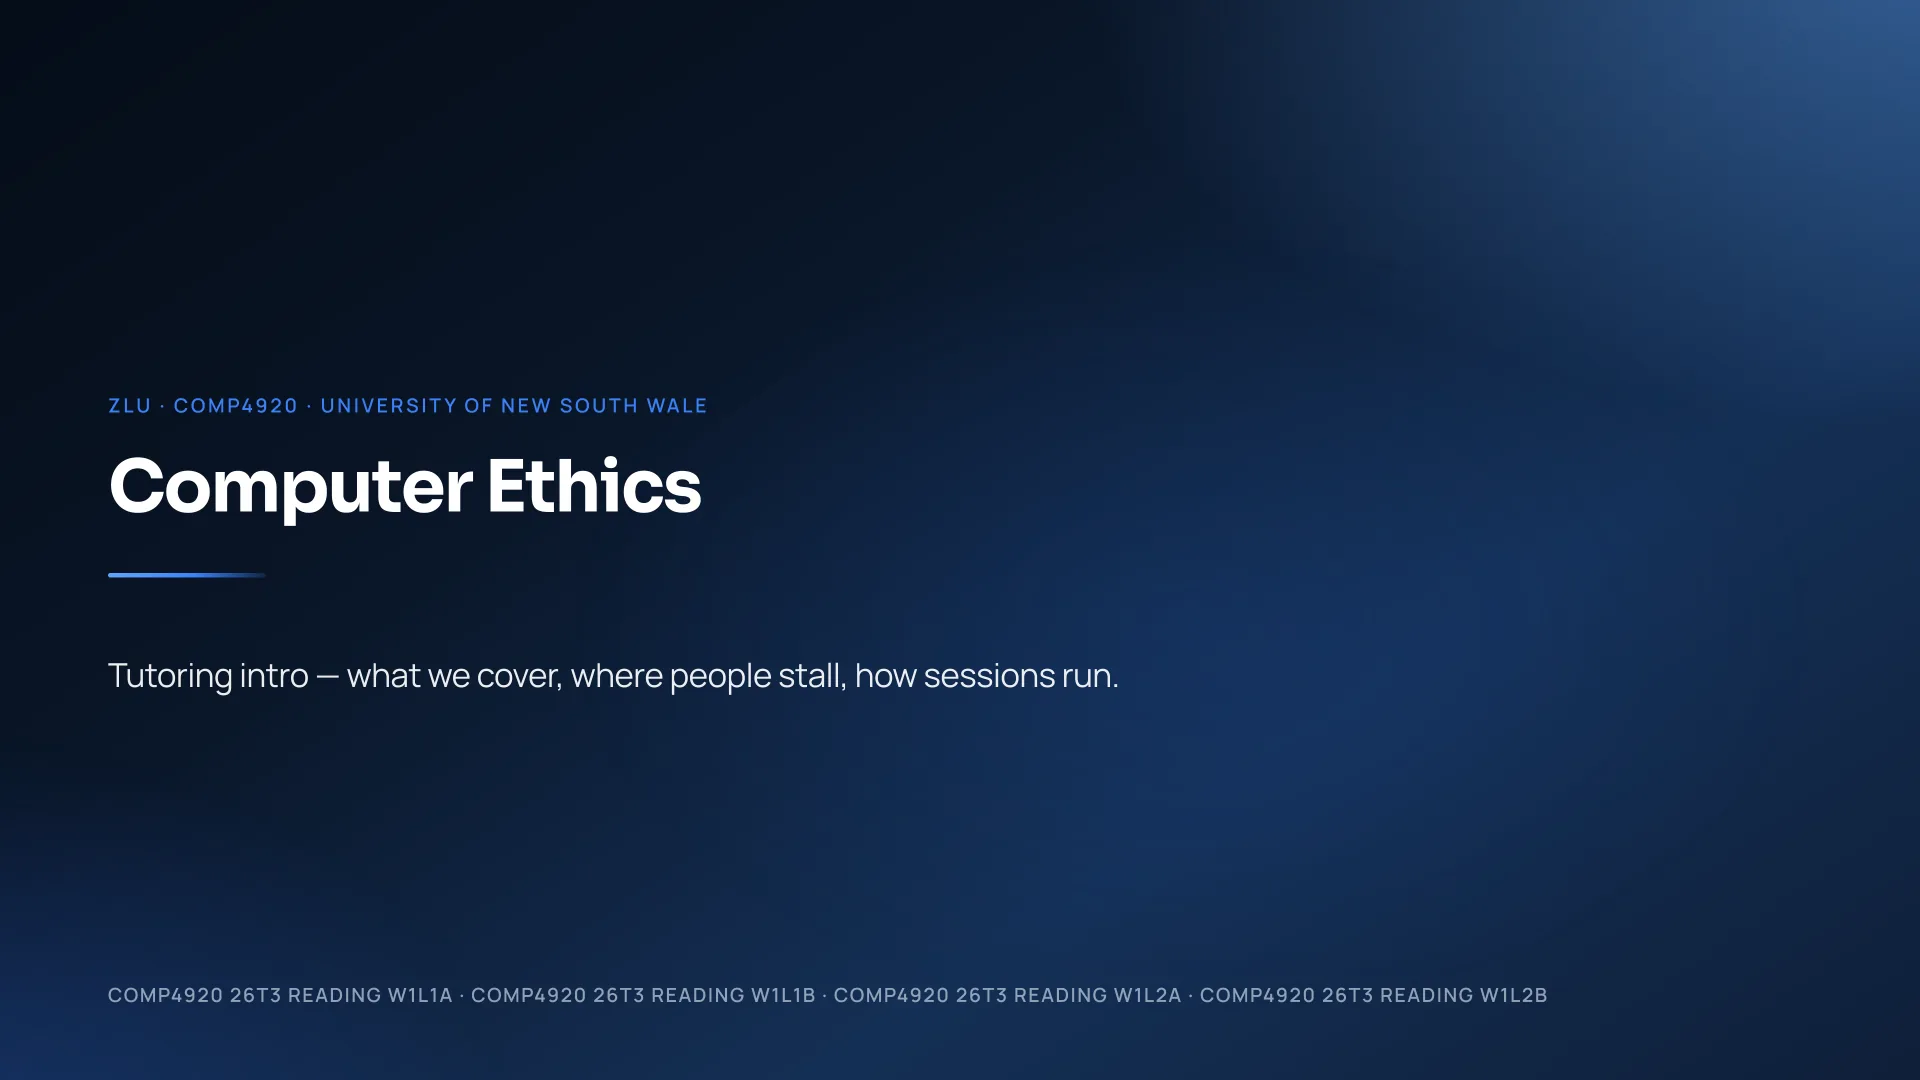 ZLU · COMP4920 · UNIVERSITY OF NEW SOUTH WALE
Computer Ethics
Tutoring intro — what we cover, where people stall, how sessions run.
COMP4920 26T3 READING W1L1A · COMP4920 26T3 READING W1L1B · COMP4920 26T3 READING W1L2A · COMP4920 26T3 READING W1L2B